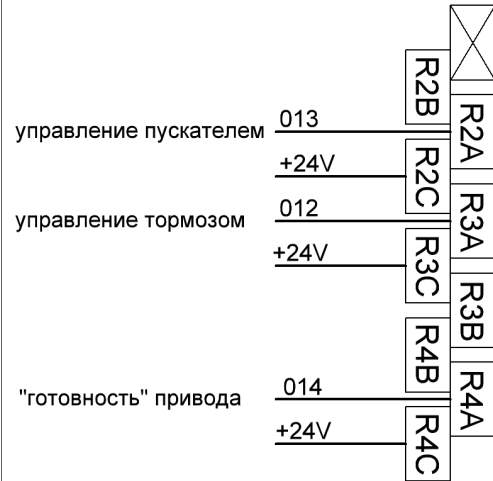 R2B
управление пускателем 013 R2A
+24V R2C
управление тормозом 012 R3A
+24V R3C
R3B
R4B
"готовность" привода 014 R4A
+24V R4C